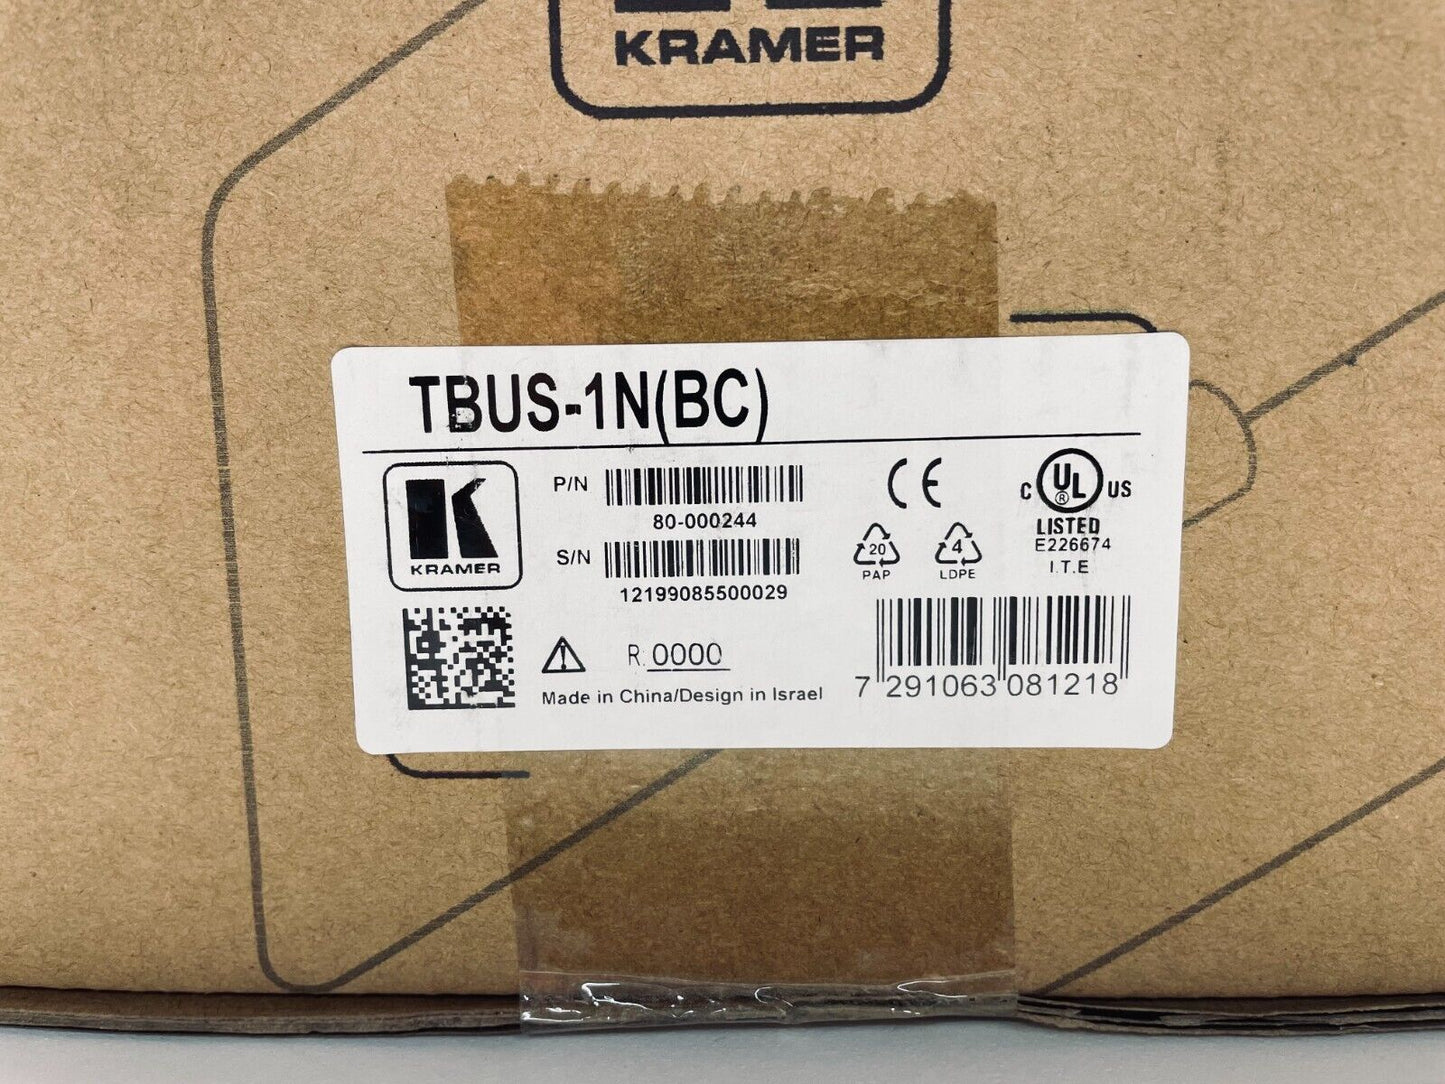 KRAMER
TBUS-1N(BC)
KRAMER
P/N
80-000244
S/N
12199085500029
R: 0000
Made in China/Design in Israel
CE
20
PAP
4
LDPE
C UL US
®
LISTED
E226674
I.T.E
7 291063 081218